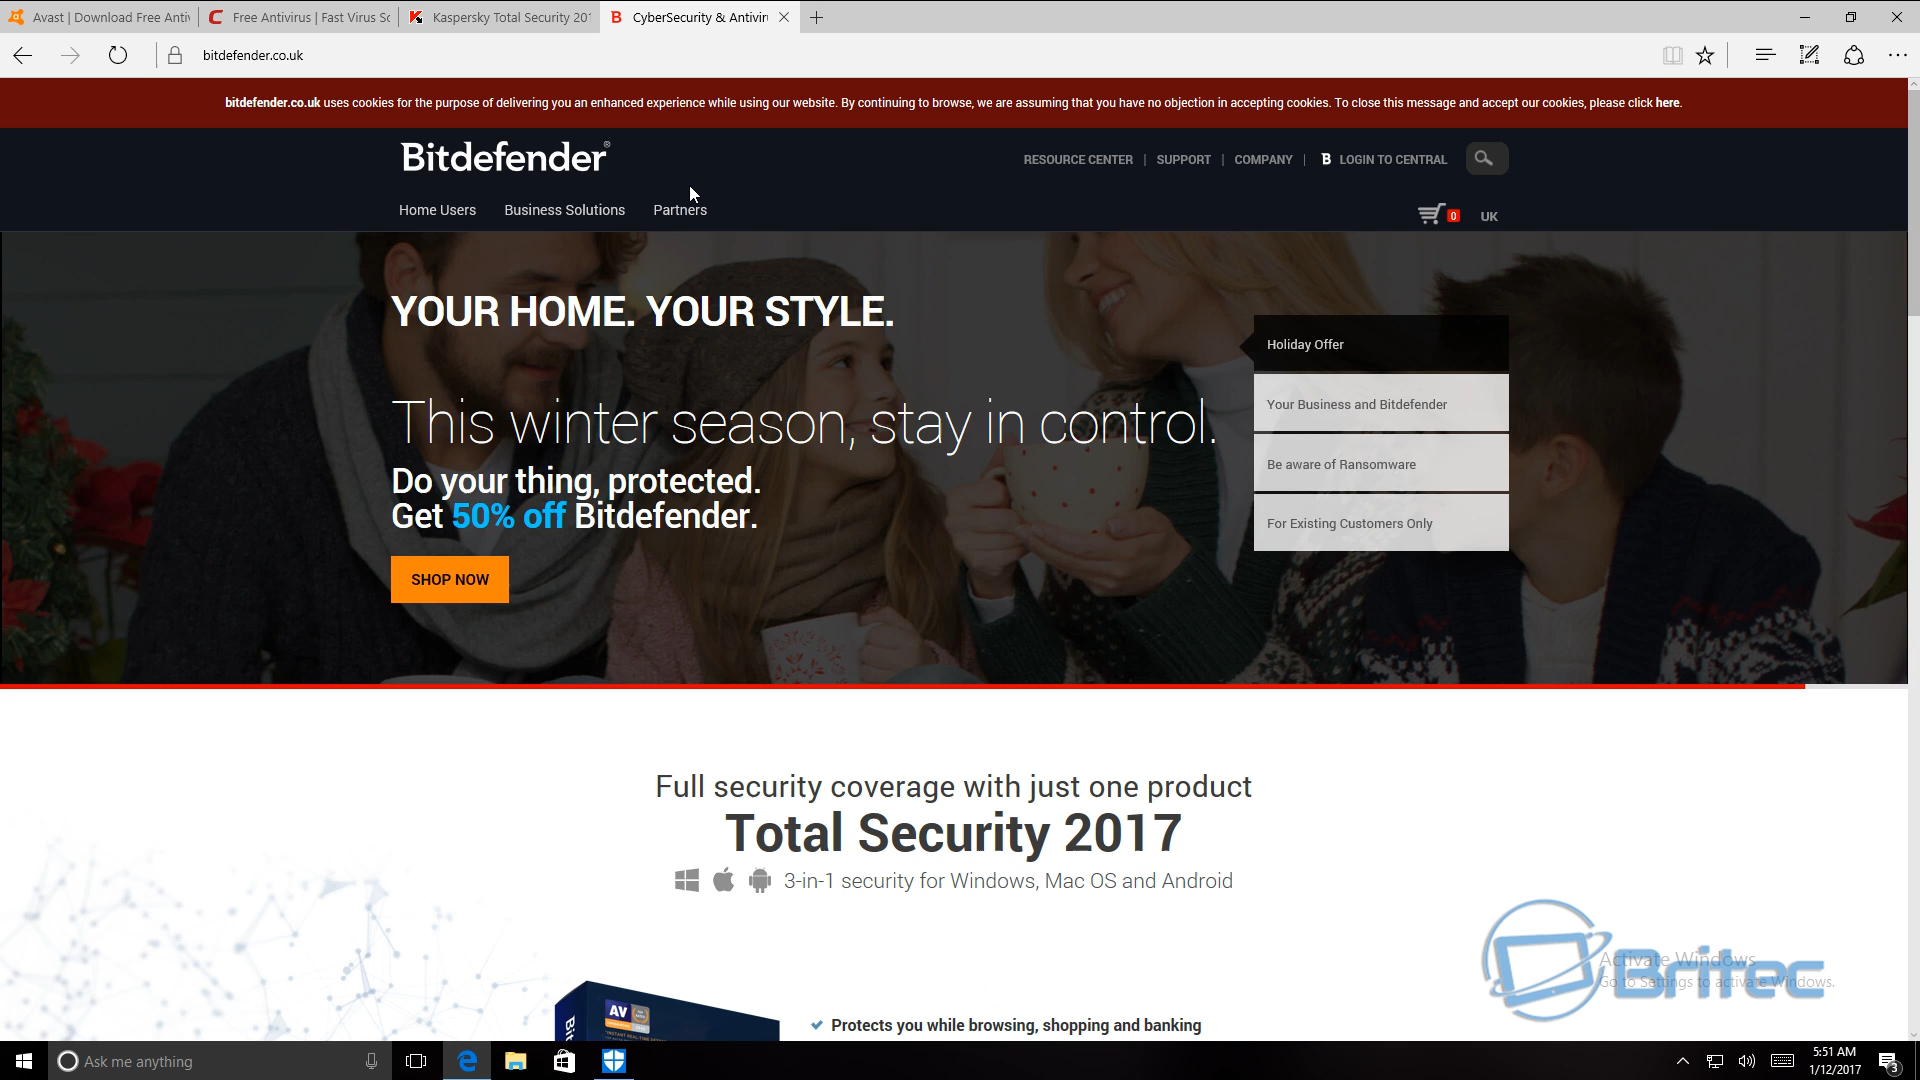 Avast | Download Free Anti
Free Antivirus | Fast Virus Sc
Kaspersky Total Security 201
CyberSecurity & Antivir
bitdefender.co.uk
bitdefender.co.uk uses cookies for the purpose of delivering you an enhanced experience while using our website. By continuing to browse, we are assuming that you have no objection in accepting cookies. To close this message and accept our cookies, please click here.
Bitdefender®
RESOURCE CENTER | SUPPORT | COMPANY | B LOGIN TO CENTRAL
Home Users Business Solutions Partners
0 UK
YOUR HOME. YOUR STYLE.
This winter season, stay in control.
Do your thing, protected.
Get 50% off Bitdefender.
SHOP NOW
Holiday Offer
Your Business and Bitdefender
Be aware of Ransomware
For Existing Customers Only
Full security coverage with just one product
Total Security 2017
3-in-1 security for Windows, Mac OS and Android
AV
Bit
Protects you while browsing, shopping and banking
Activate Windows
Go to Settings to activate Windows.
Britec
Ask me anything
5:51 AM
1/12/2017
3